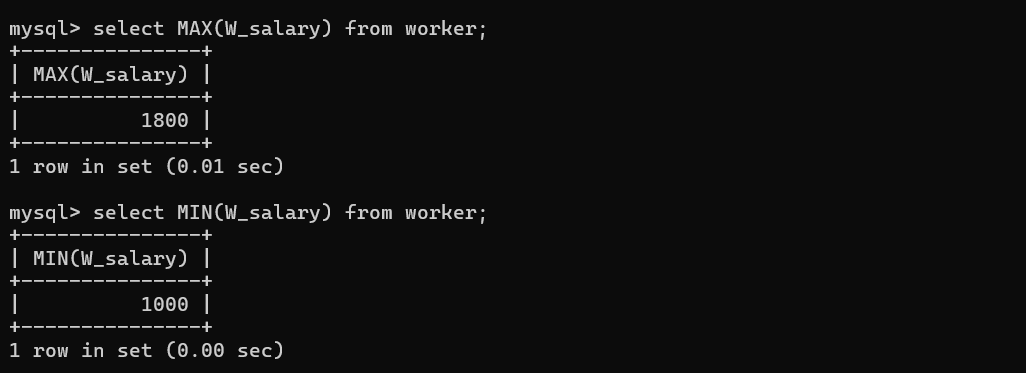 mysql> select MAX(W_salary) from worker;
+---------------+
| MAX(W_salary) |
+---------------+
|          1800 |
+---------------+
1 row in set (0.01 sec)

mysql> select MIN(W_salary) from worker;
+---------------+
| MIN(W_salary) |
+---------------+
|          1000 |
+---------------+
1 row in set (0.00 sec)